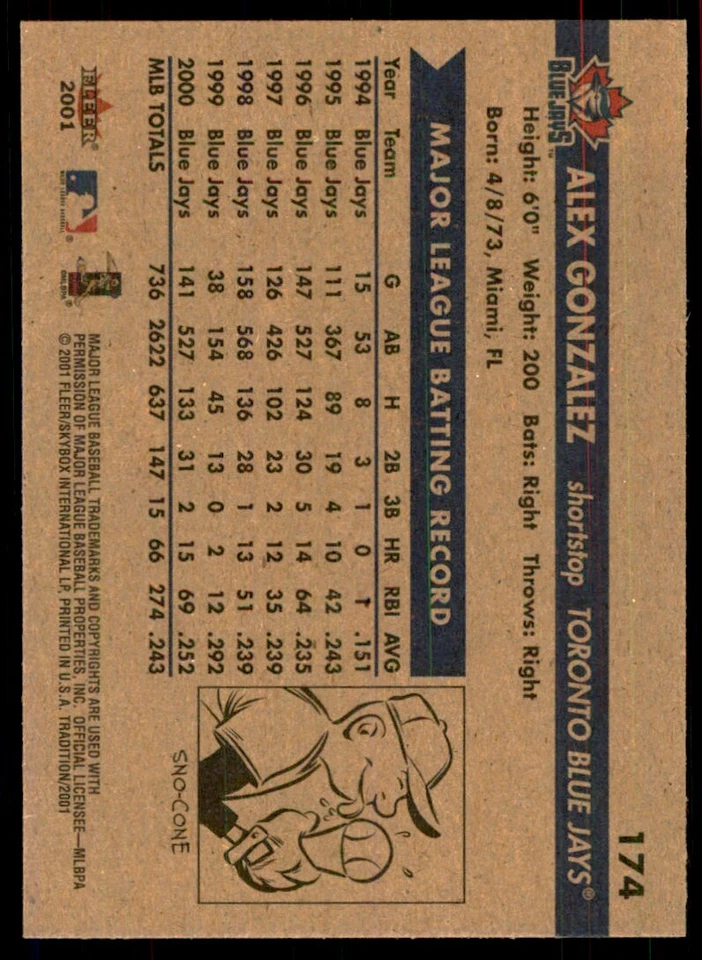 174
BLUE JAYS™
ALEX GONZALEZ shortstop TORONTO BLUE JAYS®
Height: 6'0" Weight: 200 Bats: Right Throws: Right
Born: 4/8/73, Miami, FL
MAJOR LEAGUE BATTING RECORD
Year Team G AB H 2B 3B HR RBI AVG
1994 Blue Jays 15 53 8 3 1 0 1 .151
1995 Blue Jays 111 367 89 19 4 10 42 .243
1996 Blue Jays 147 527 124 30 5 14 64 .235
1997 Blue Jays 126 426 102 23 2 12 35 .239
1998 Blue Jays 158 568 136 28 1 13 51 .239
1999 Blue Jays 38 154 45 13 0 2 12 .292
2000 Blue Jays 141 527 133 31 2 15 69 .252
MLB TOTALS 736 2622 637 147 15 66 274 .243
SNO-CONE
FLEER
2001
MAJOR LEAGUE BASEBALL TRADEMARKS AND COPYRIGHTS ARE USED WITH
PERMISSION OF MAJOR LEAGUE BASEBALL PROPERTIES, INC. OFFICIAL LICENSEE—MLBPA
© 2001 FLEER/SKYBOX INTERNATIONAL LP, PRINTED IN U.S.A. TRADITION/2001